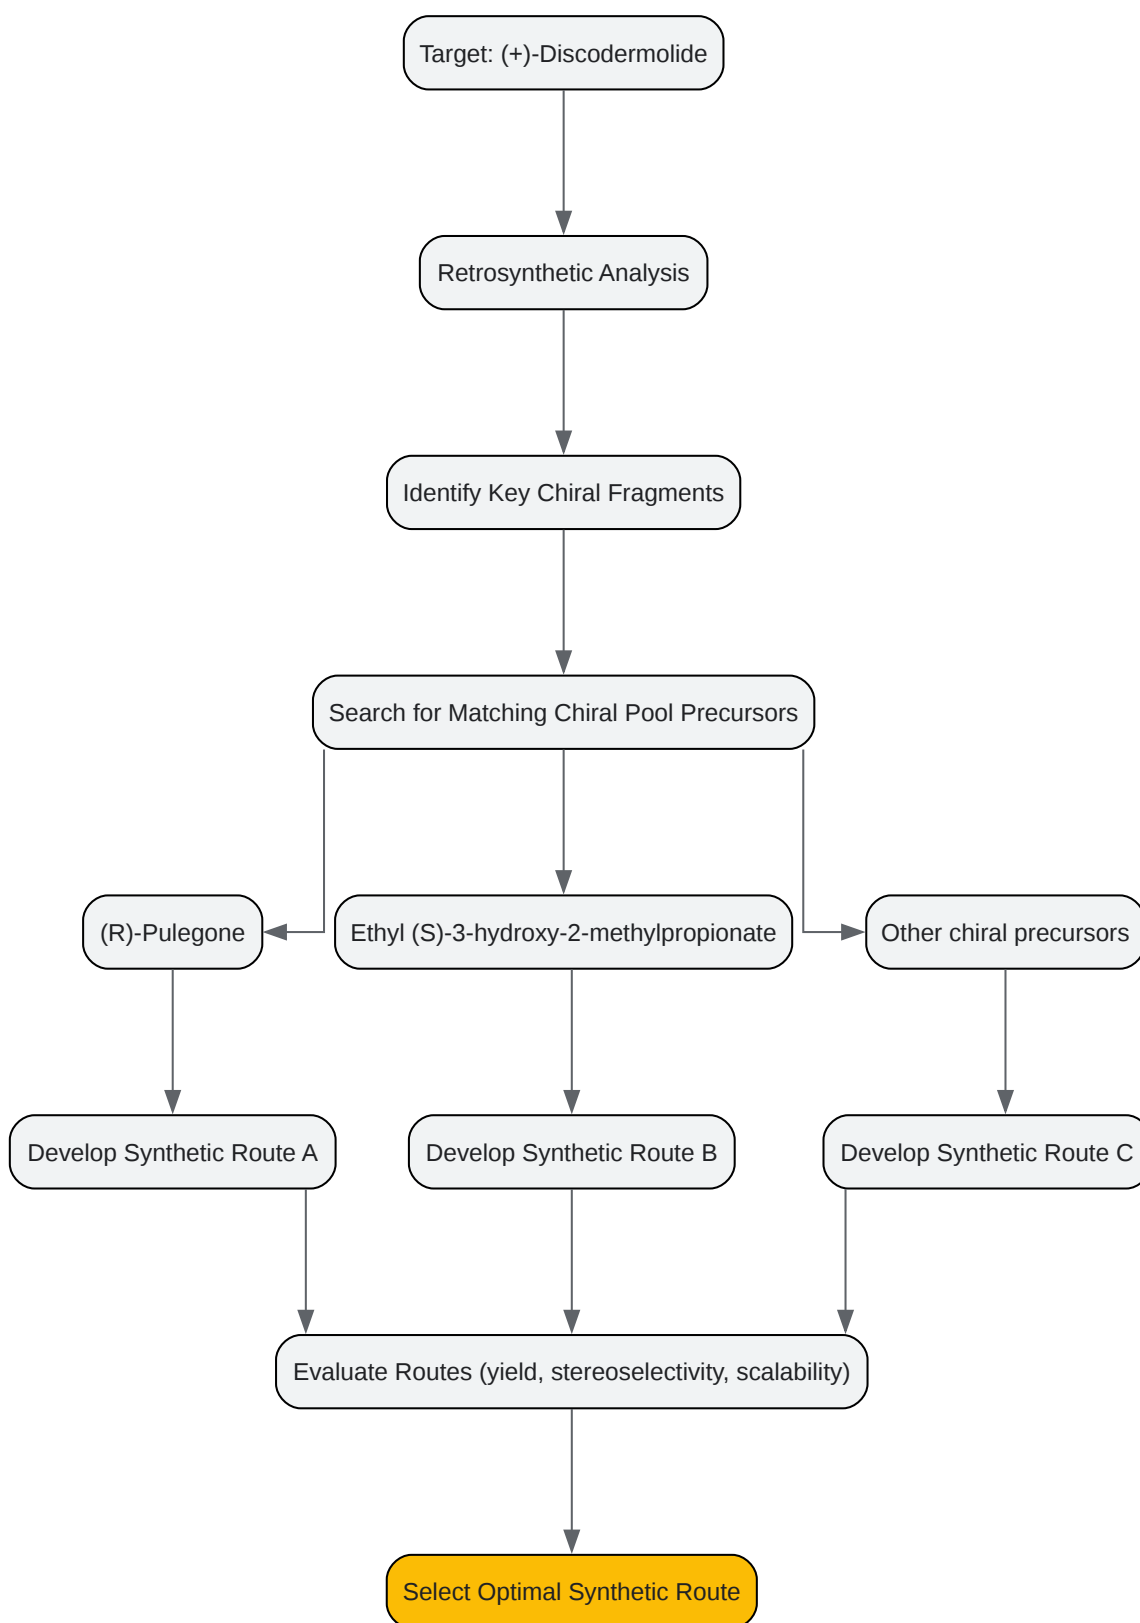 Target: (+)-Discodermolide
Retrosynthetic Analysis
Identify Key Chiral Fragments
Search for Matching Chiral Pool Precursors
(R)-Pulegone
Ethyl (S)-3-hydroxy-2-methylpropionate
Other chiral precursors
Develop Synthetic Route A
Develop Synthetic Route B
Develop Synthetic Route C
Evaluate Routes (yield, stereoselectivity, scalability)
Select Optimal Synthetic Route